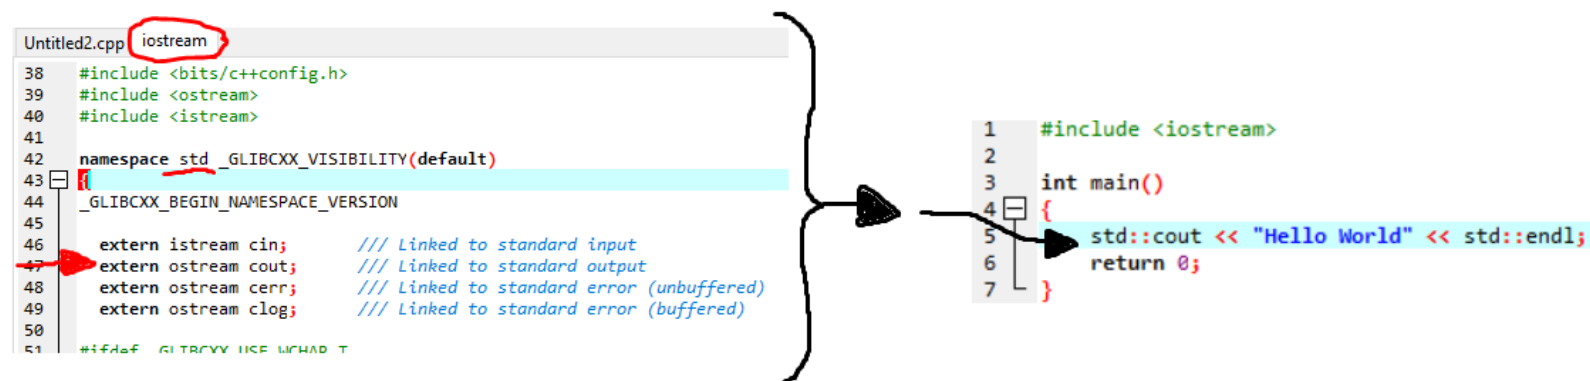 Untitled2.cpp iostream
38 #include <bits/c++config.h>
39 #include <ostream>
40 #include <istream>
41
42 namespace std _GLIBCXX_VISIBILITY(default)
43 {
44 _GLIBCXX_BEGIN_NAMESPACE_VERSION
45
46 extern istream cin; /// Linked to standard input
47 extern ostream cout; /// Linked to standard output
48 extern ostream cerr; /// Linked to standard error (unbuffered)
49 extern ostream clog; /// Linked to standard error (buffered)
50
51 #ifdef _GLIBCXX_USE_WCHAR_T
1 #include <iostream>
2
3 int main()
4 {
5 std::cout << "Hello World" << std::endl;
6 return 0;
7 }